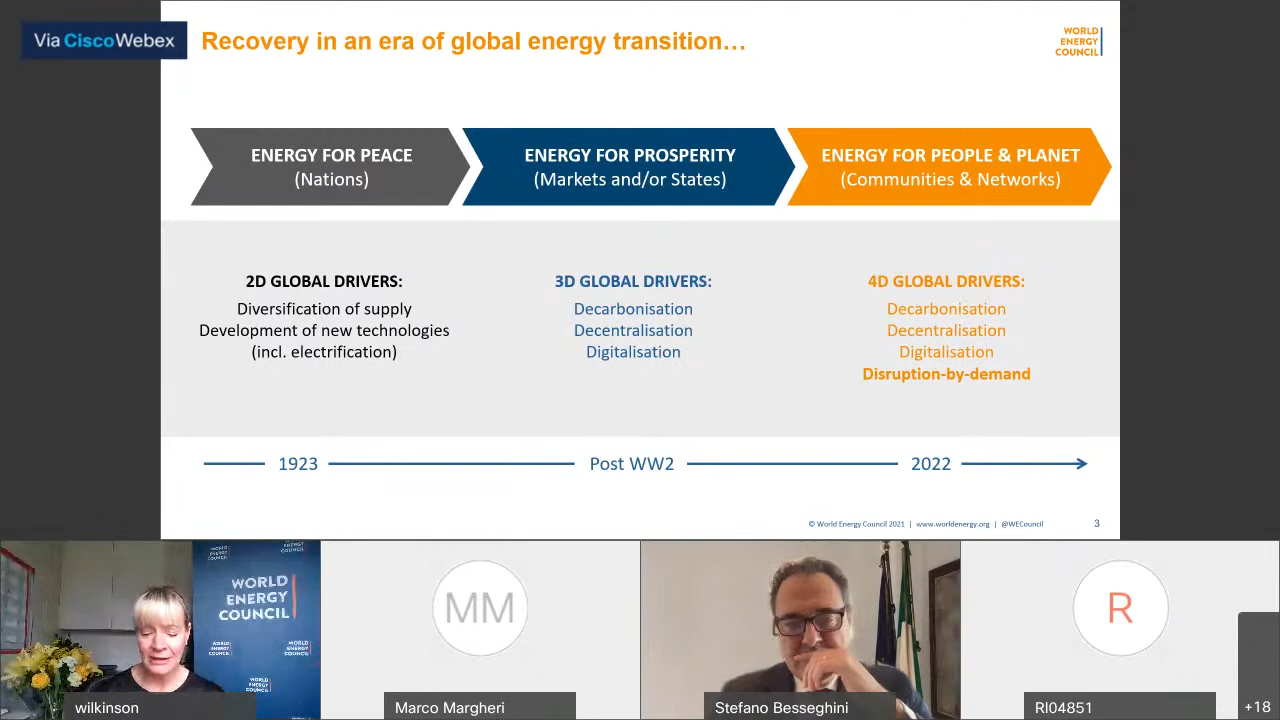 Via CiscoWebex
Recovery in an era of global energy transition…
WORLD
ENERGY
COUNCIL
ENERGY FOR PEACE
(Nations)
ENERGY FOR PROSPERITY
(Markets and/or States)
ENERGY FOR PEOPLE & PLANET
(Communities & Networks)
2D GLOBAL DRIVERS:
Diversification of supply
Development of new technologies
(incl. electrification)
3D GLOBAL DRIVERS:
Decarbonisation
Decentralisation
Digitalisation
4D GLOBAL DRIVERS:
Decarbonisation
Decentralisation
Digitalisation
Disruption-by-demand
1923
Post WW2
2022
© World Energy Council 2021 | www.worldenergy.org | @WECouncil
3
WORLD
ENERGY
COUNCIL
wilkinson
MM
Marco Margheri
Stefano Besseghini
R
RI04851
+18